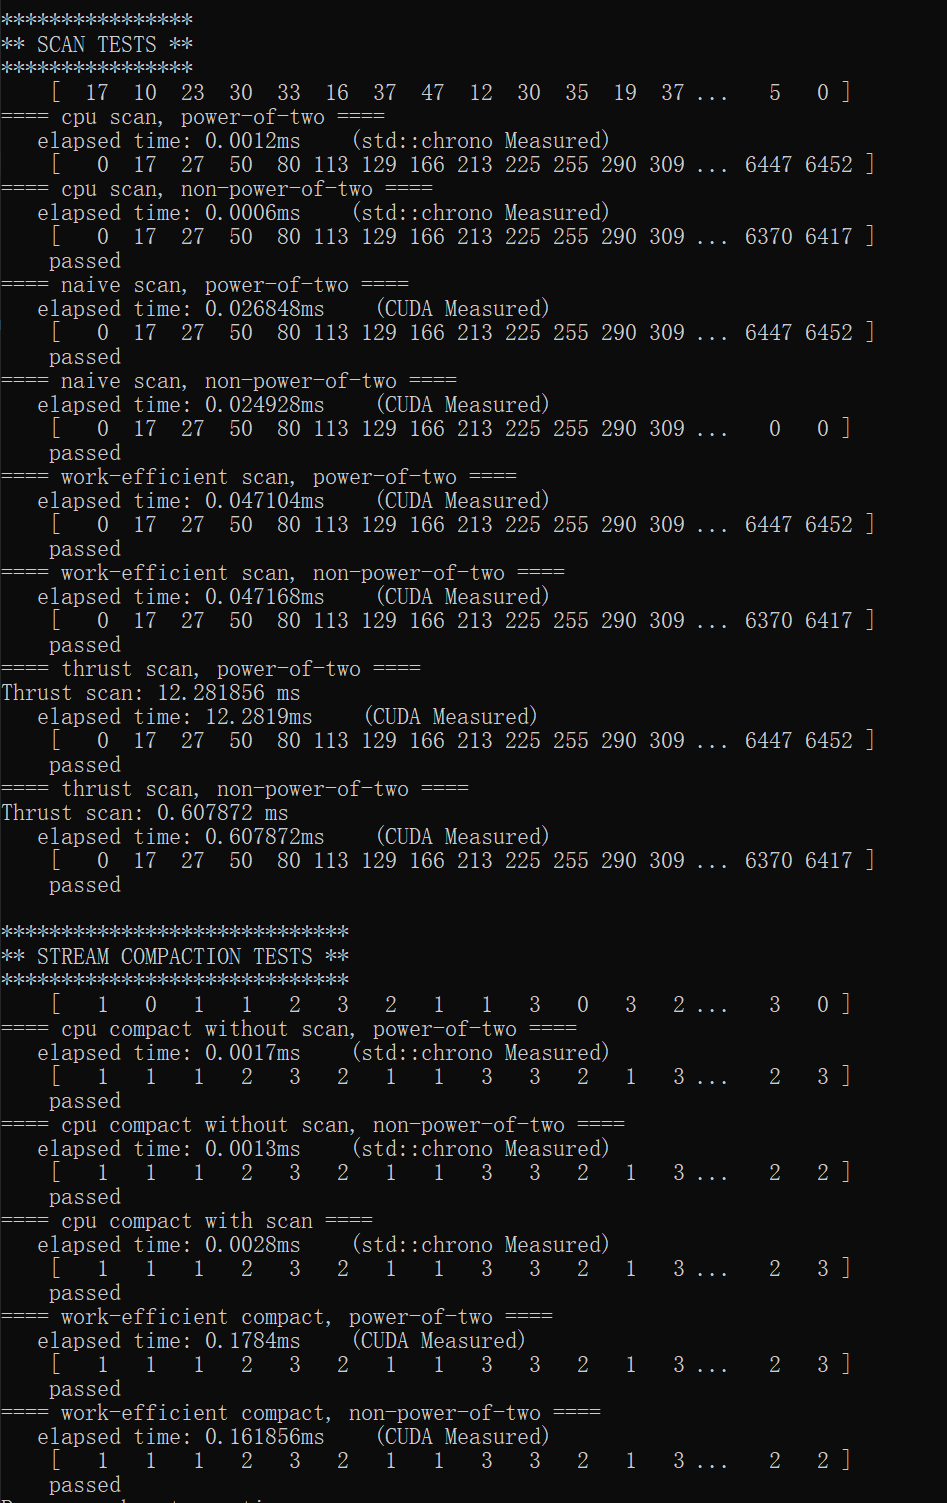 ****************
** SCAN TESTS **
****************
    [  17  10  23  30  33  16  37  47  12  30  35  19  37 ...   5   0 ]
==== cpu scan, power-of-two ====
   elapsed time: 0.0012ms    (std::chrono Measured)
    [   0  17  27  50  80 113 129 166 213 225 255 290 309 ... 6447 6452 ]
==== cpu scan, non-power-of-two ====
   elapsed time: 0.0006ms    (std::chrono Measured)
    [   0  17  27  50  80 113 129 166 213 225 255 290 309 ... 6370 6417 ]
    passed
==== naive scan, power-of-two ====
   elapsed time: 0.026848ms    (CUDA Measured)
    [   0  17  27  50  80 113 129 166 213 225 255 290 309 ... 6447 6452 ]
    passed
==== naive scan, non-power-of-two ====
   elapsed time: 0.024928ms    (CUDA Measured)
    [   0  17  27  50  80 113 129 166 213 225 255 290 309 ...   0   0 ]
    passed
==== work-efficient scan, power-of-two ====
   elapsed time: 0.047104ms    (CUDA Measured)
    [   0  17  27  50  80 113 129 166 213 225 255 290 309 ... 6447 6452 ]
    passed
==== work-efficient scan, non-power-of-two ====
   elapsed time: 0.047168ms    (CUDA Measured)
    [   0  17  27  50  80 113 129 166 213 225 255 290 309 ... 6370 6417 ]
    passed
==== thrust scan, power-of-two ====
Thrust scan: 12.281856 ms
   elapsed time: 12.2819ms    (CUDA Measured)
    [   0  17  27  50  80 113 129 166 213 225 255 290 309 ... 6447 6452 ]
    passed
==== thrust scan, non-power-of-two ====
Thrust scan: 0.607872 ms
   elapsed time: 0.607872ms    (CUDA Measured)
    [   0  17  27  50  80 113 129 166 213 225 255 290 309 ... 6370 6417 ]
    passed

*****************************
** STREAM COMPACTION TESTS **
*****************************
    [   1   0   1   1   2   3   2   1   1   3   0   3   2 ...   3   0 ]
==== cpu compact without scan, power-of-two ====
   elapsed time: 0.0017ms    (std::chrono Measured)
    [   1   1   1   2   3   2   1   1   3   3   2   1   3 ...   2   3 ]
    passed
==== cpu compact without scan, non-power-of-two ====
   elapsed time: 0.0013ms    (std::chrono Measured)
    [   1   1   1   2   3   2   1   1   3   3   2   1   3 ...   2   2 ]
    passed
==== cpu compact with scan ====
   elapsed time: 0.0028ms    (std::chrono Measured)
    [   1   1   1   2   3   2   1   1   3   3   2   1   3 ...   2   3 ]
    passed
==== work-efficient compact, power-of-two ====
   elapsed time: 0.1784ms    (CUDA Measured)
    [   1   1   1   2   3   2   1   1   3   3   2   1   3 ...   2   3 ]
    passed
==== work-efficient compact, non-power-of-two ====
   elapsed time: 0.161856ms    (CUDA Measured)
    [   1   1   1   2   3   2   1   1   3   3   2   1   3 ...   2   2 ]
    passed